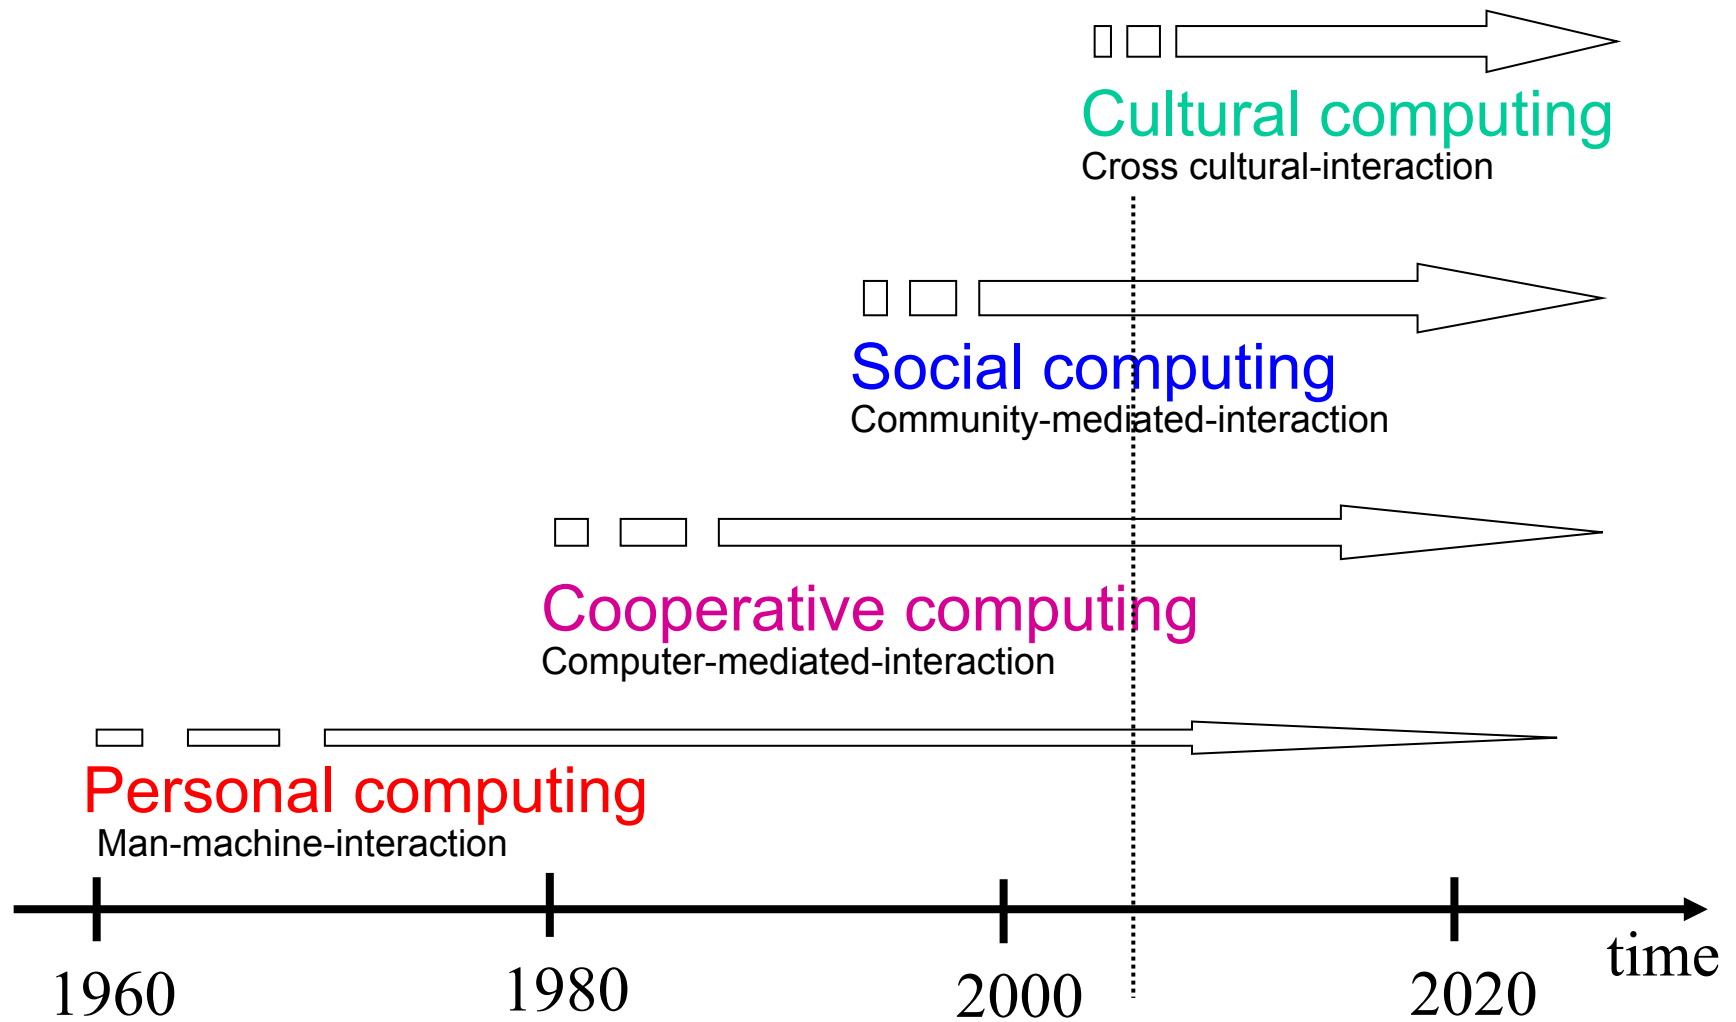 Cultural computing
Cross cultural-interaction
Social computing
Community-mediated-interaction
Cooperative computing
Computer-mediated-interaction
Personal computing
Man-machine-interaction
time
1960
1980
2000
2020